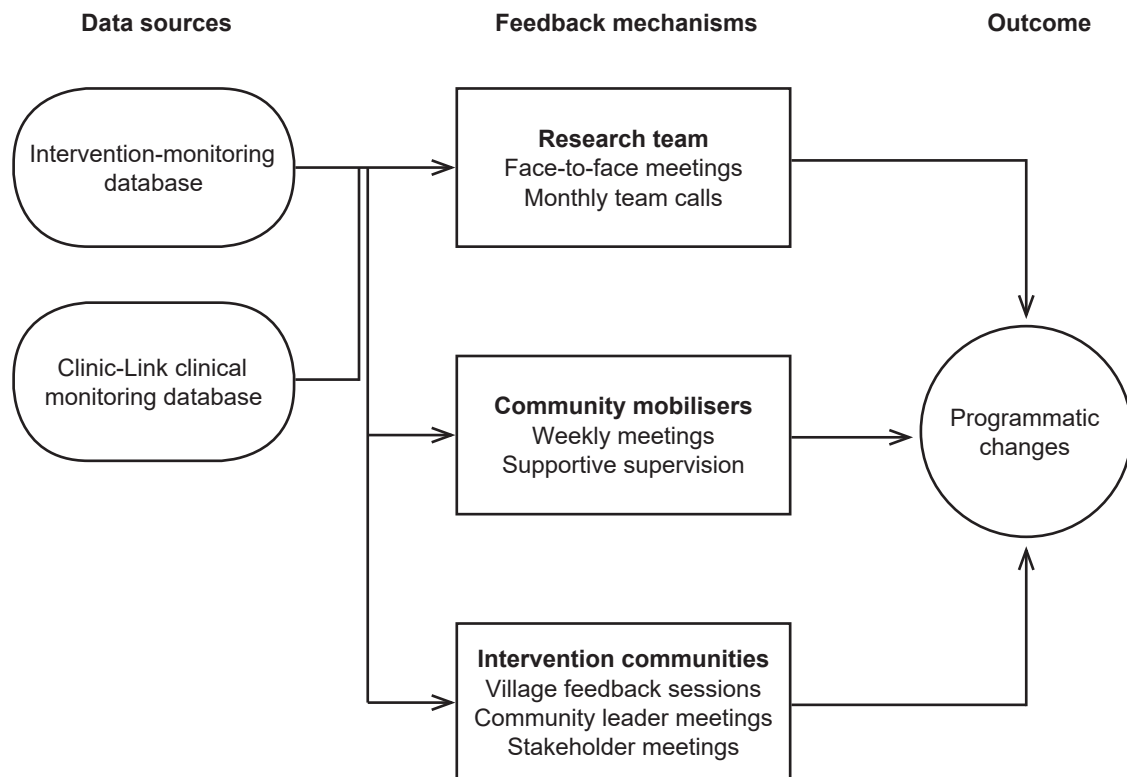 Data sources
Feedback mechanisms
Outcome
Intervention-monitoring
database
Clinic-Link clinical
monitoring database
Research team
Face-to-face meetings
Monthly team calls
Community mobilisers
Weekly meetings
Supportive supervision
Intervention communities
Village feedback sessions
Community leader meetings
Stakeholder meetings
Programmatic
changes